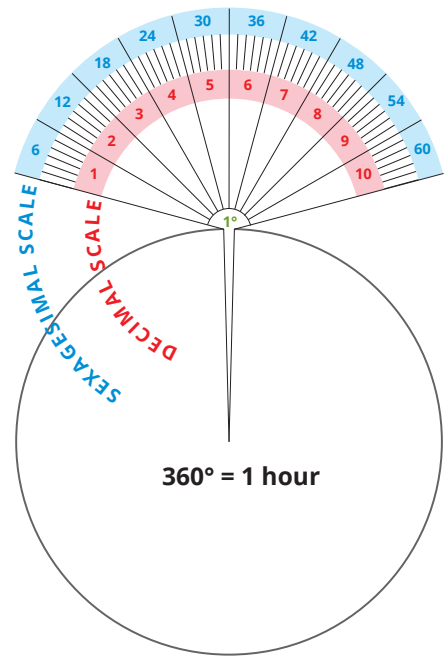 6 12 18 24 30 36 42 48 54 60
1 2 3 4 5 6 7 8 9 10
1°
SEXAGESIMAL SCALE
DECIMAL SCALE
360° = 1 hour